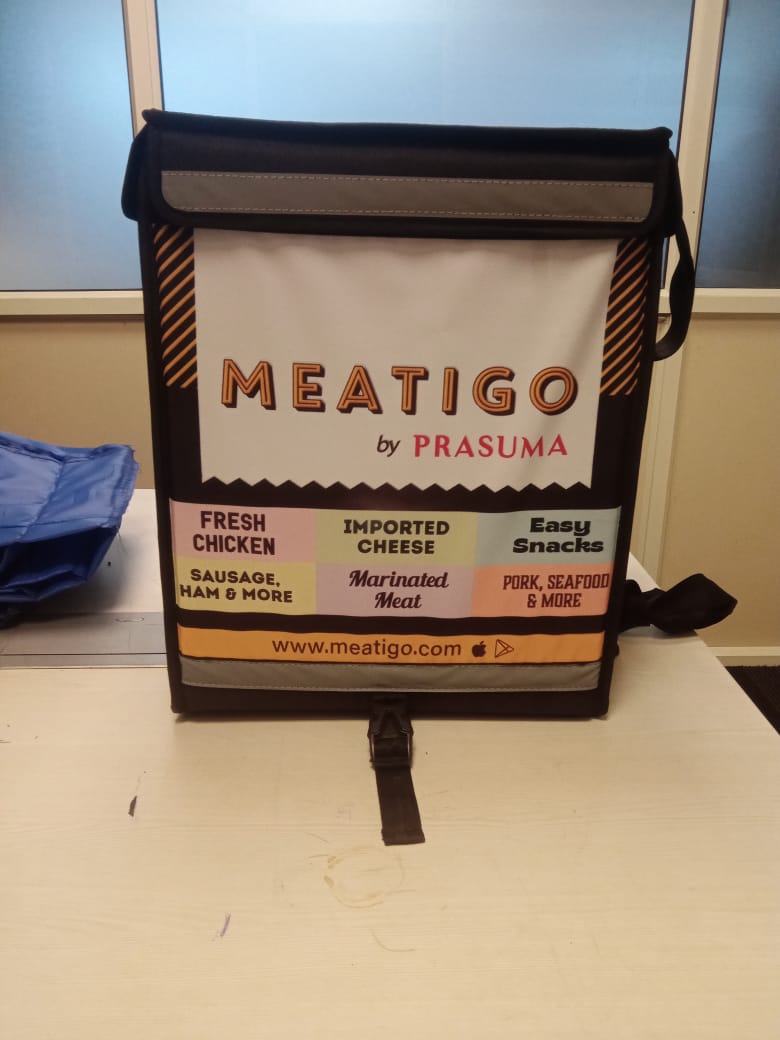 MEATIGO
by PRASUMA
FRESH
CHICKEN
IMPORTED
CHEESE
Easy
Snacks
SAUSAGE,
HAM & MORE
Marinated
Meat
PORK, SEAFOOD
& MORE
www.meatigo.com